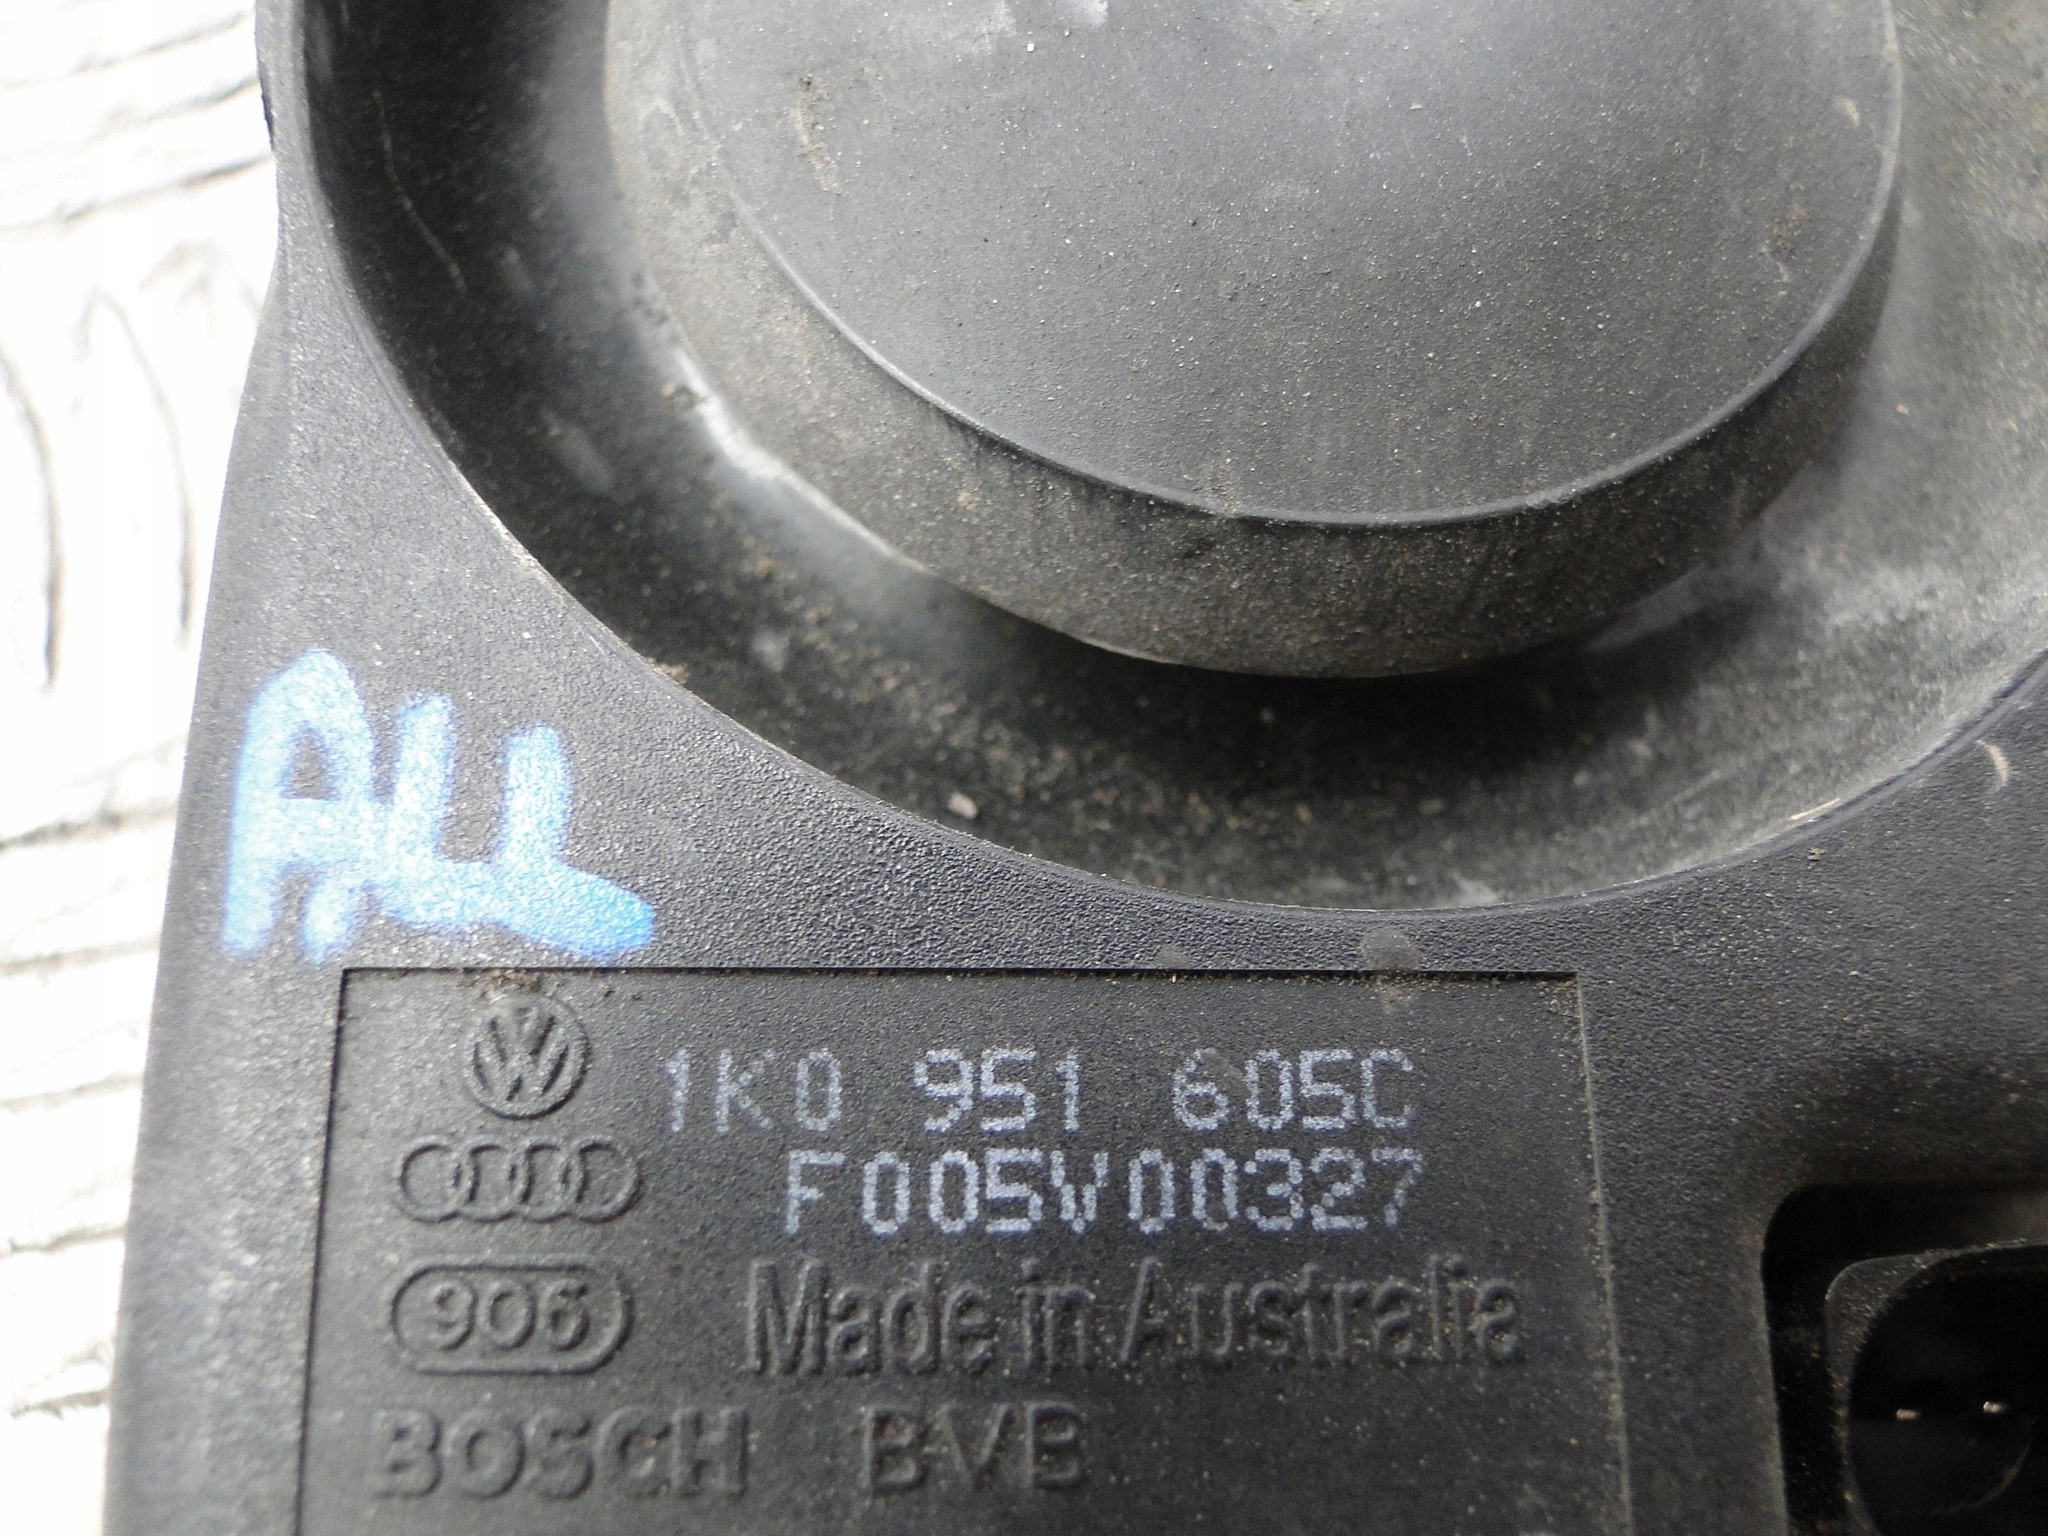 ALL
1K0 951 605C
F005V00327
906 Made in Australia
BOSCH BVB